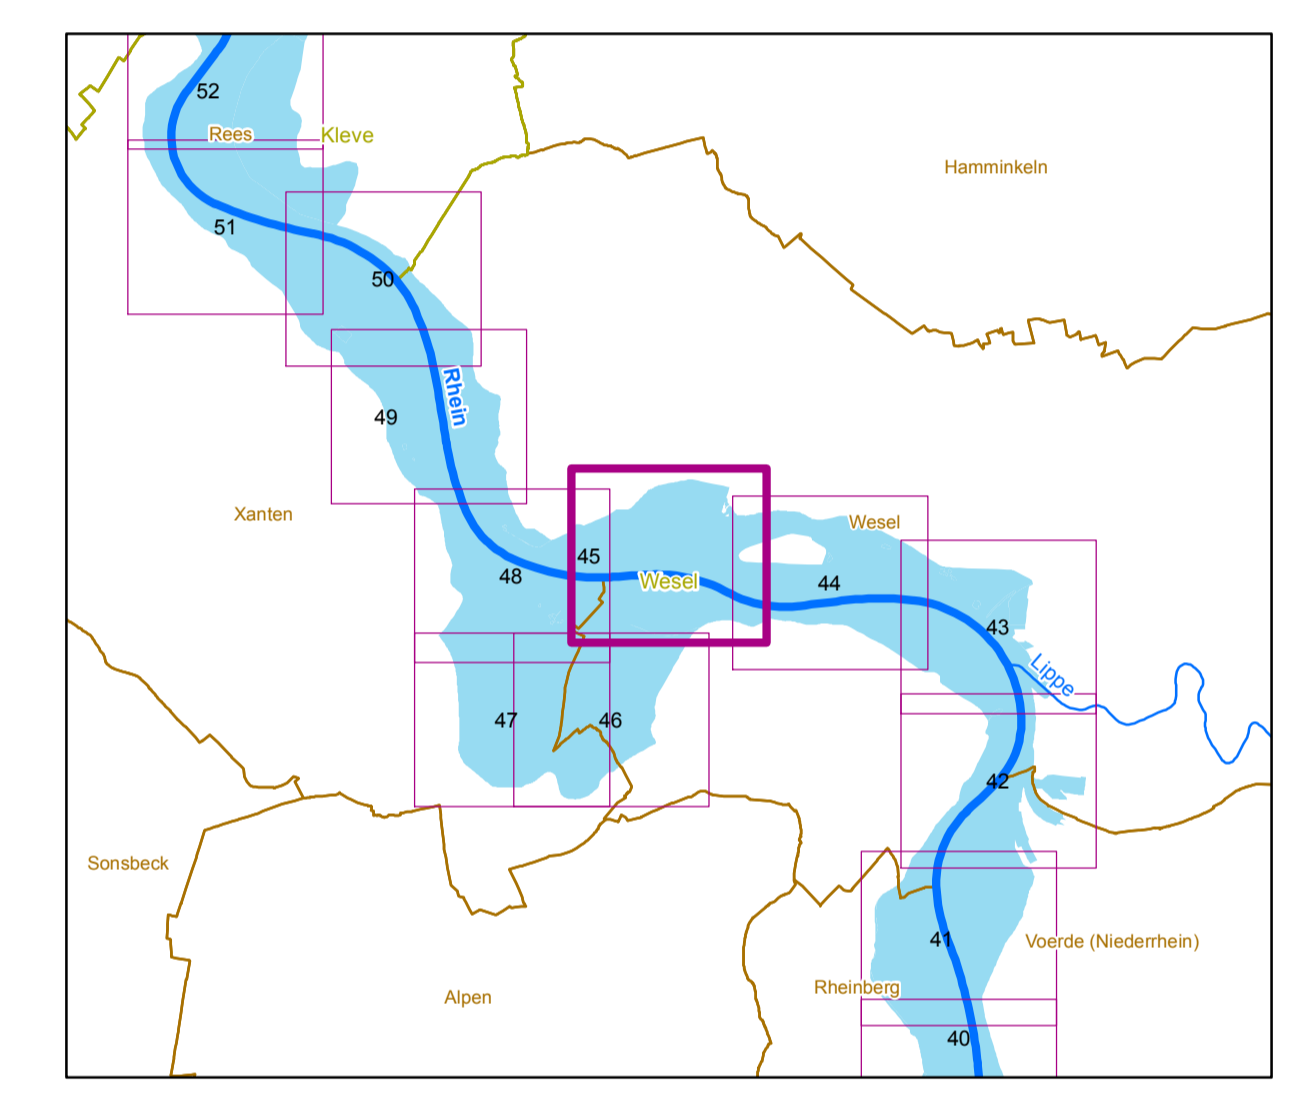 52
Rees
Kleve
Hamminkeln
51
50
Rhein
49
Xanten
Wesel
45
48
Wesel
44
43
Lippe
47
46
42
Sonsbeck
41
Voerde (Niederrhein)
Rheinberg
Alpen
40